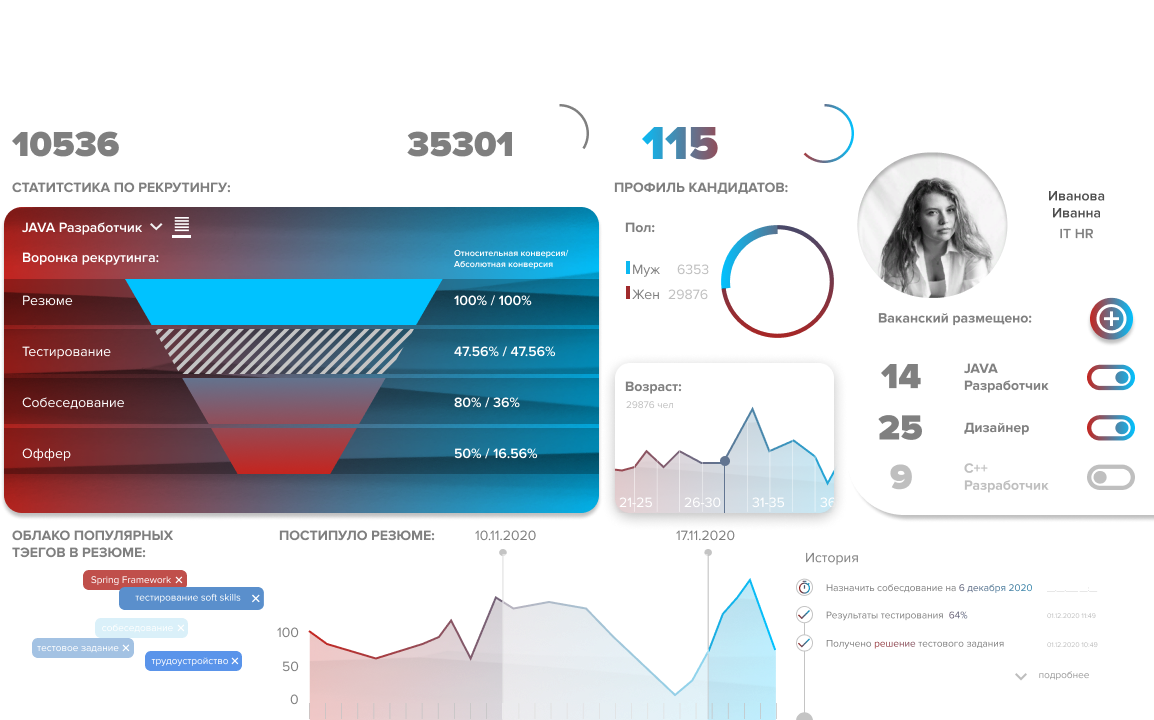 10536
35301
115
СТАТИТСТИКА ПО РЕКРУТИНГУ:
JAVA Разработчик
Воронка рекрутинга:
Относительная конверсия/
Абсолютная конверсия
Резюме
100% / 100%
Тестирование
47.56% / 47.56%
Собеседование
80% / 36%
Оффер
50% / 16.56%
ПРОФИЛЬ КАНДИДАТОВ:
Пол:
Муж 6353
Жен 29876
Возраст:
29876 чел
21-25
26-30
31-35
36
Иванова
Иванна
IT HR
Ваканский размещено:
14
JAVA
Разработчик
25
Дизайнер
9
C++
Разработчик
ОБЛАКО ПОПУЛЯРНЫХ
ТЭЕГОВ В РЕЗЮМЕ:
Spring Framework
тестирование soft skills
собеседование
тестовое задание
трудоустройство
ПОСТИПУЛО РЕЗЮМЕ:
10.11.2020
17.11.2020
100
50
0
История
Назначить собесдование на 6 декабря 2020
Результаты тестирования 64%
01.12.2020 11:49
Получено решение тестового задания
01.12.2020 10:48
подробнее